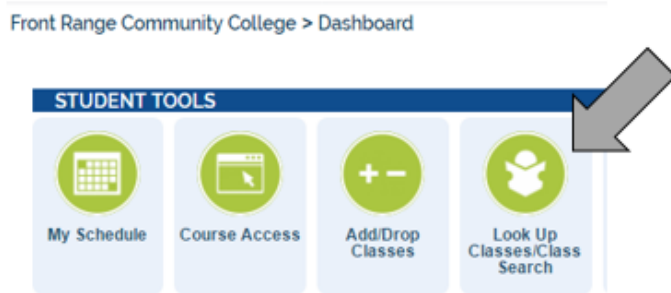 Front Range Community College > Dashboard
STUDENT TOOLS
My Schedule
Course Access
Add/Drop
Classes
Look Up
Classes/Class
Search